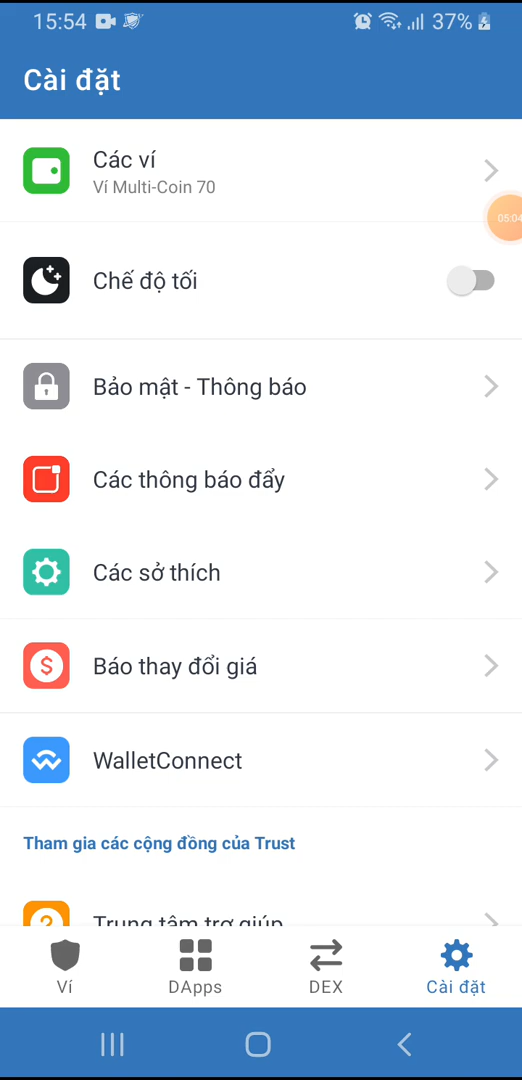 15:54
37%
Cài đặt
Các ví
Ví Multi-Coin 70
05:04
Chế độ tối
Bảo mật - Thông báo
Các thông báo đẩy
Các sở thích
Báo thay đổi giá
WalletConnect
Tham gia các cộng đồng của Trust
Trung tâm trợ giúp
Ví
DApps
DEX
Cài đặt